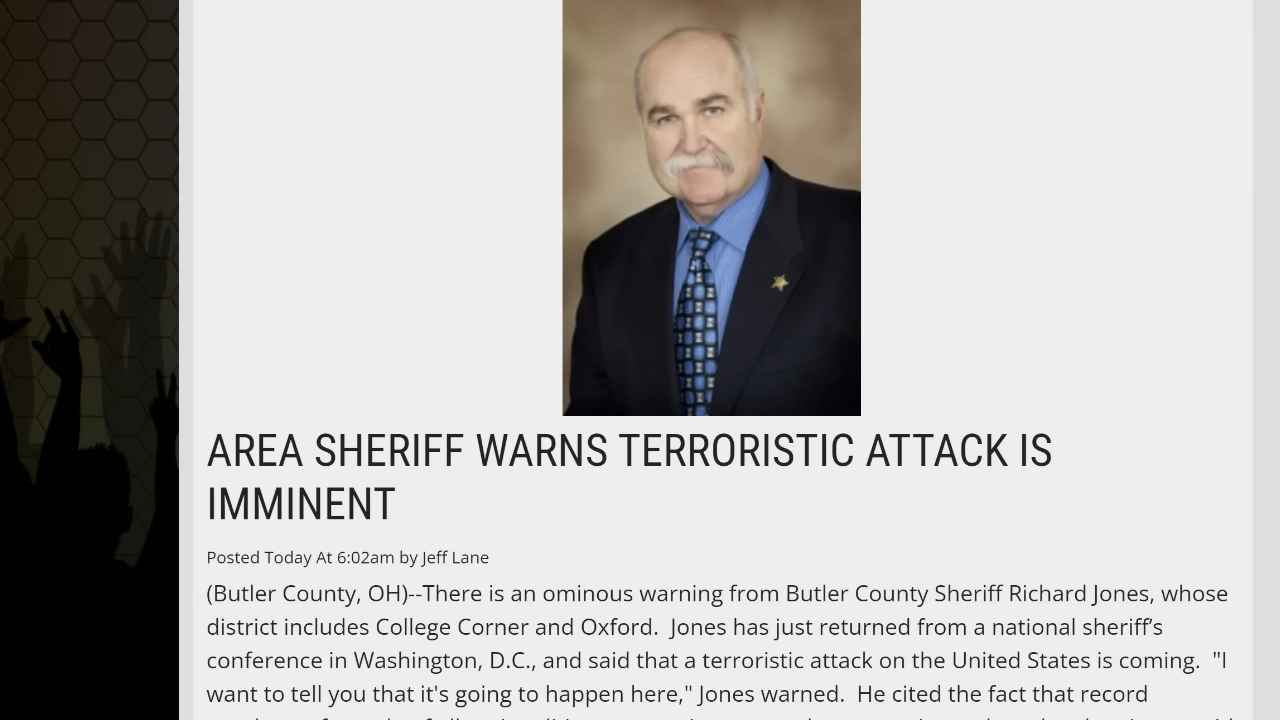 AREA SHERIFF WARNS TERRORISTIC ATTACK IS
IMMINENT
Posted Today At 6:02am by Jeff Lane
(Butler County, OH)--There is an ominous warning from Butler County Sheriff Richard Jones, whose
district includes College Corner and Oxford.  Jones has just returned from a national sheriff's
conference in Washington, D.C., and said that a terroristic attack on the United States is coming.  "I
want to tell you that it's going to happen here," Jones warned.  He cited the fact that record